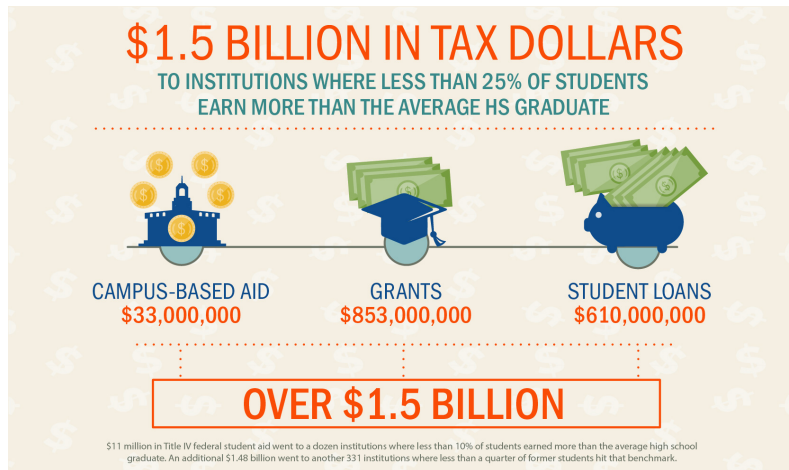 $1.5 BILLION IN TAX DOLLARS
TO INSTITUTIONS WHERE LESS THAN 25% OF STUDENTS
EARN MORE THAN THE AVERAGE HS GRADUATE
CAMPUS-BASED AID
$33,000,000
GRANTS
$853,000,000
STUDENT LOANS
$610,000,000
OVER $1.5 BILLION
$11 million in Title IV federal student aid went to a dozen institutions where less than 10% of students earned more than the average high school
graduate. An additional $1.48 billion went to another 331 institutions where less than a quarter of former students hit that benchmark.